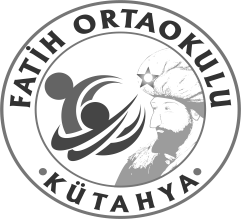 FATİH ORTAOKULU
• KÜTAHYA •